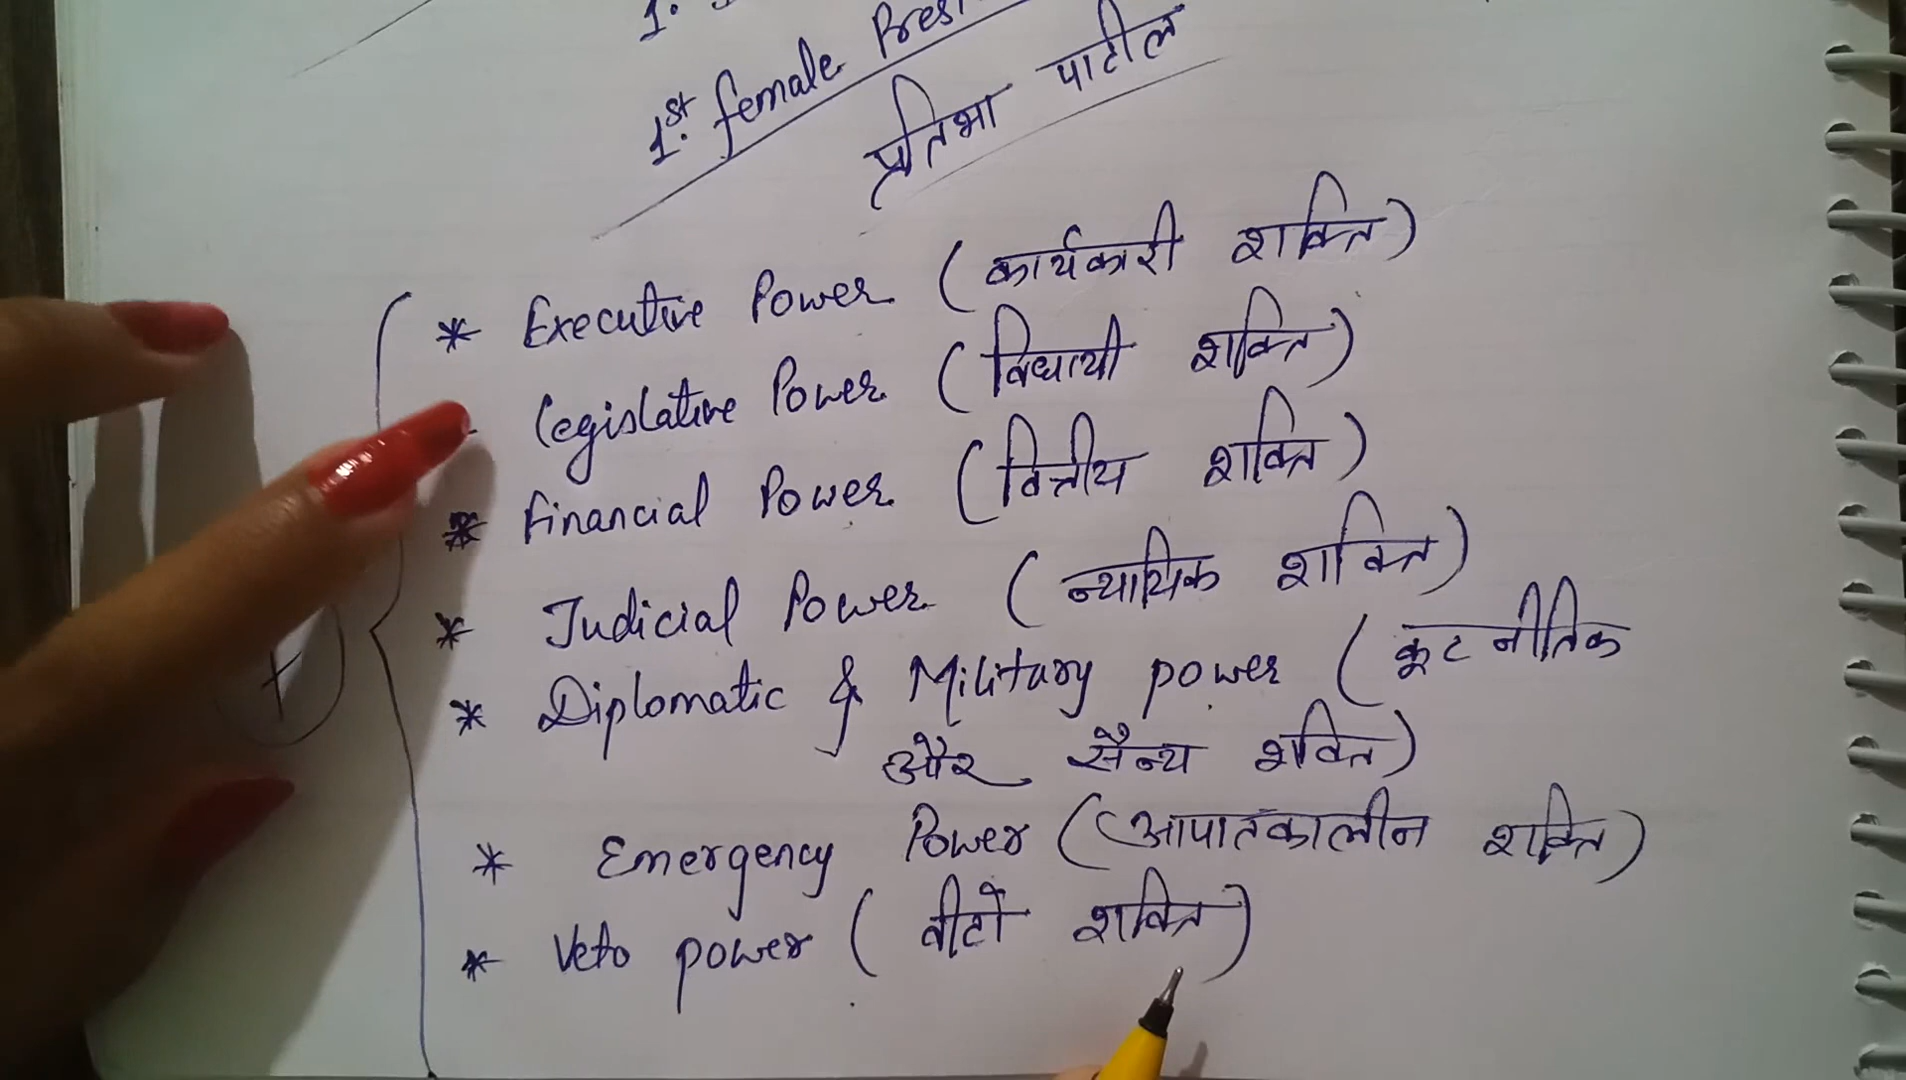 1.
1st. female
प्रतिभा पाटील
* Executive Power (कार्यकारी शक्ति)
Legislative Power (विधायी शक्ति)
* Financial Power (वित्तीय शक्ति)
* Judicial Power (न्यायिक शक्ति)
* Diplomatic & Military power (कूटनीतिक
और सैन्य शक्ति)
* Emergency Power (आपातकालीन शक्ति)
* Veto power (वीटो शक्ति)